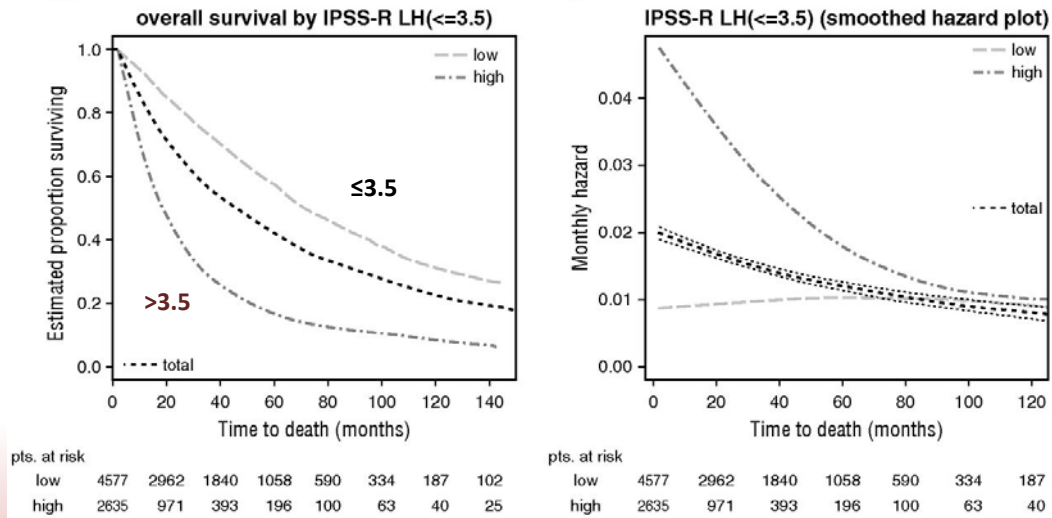 overall survival by IPSS-R LH(<=3.5)
low
high
1.0
0.8
0.6
0.4
0.2
0.0
Estimated proportion surviving
≤3.5
>3.5
total
0 20 40 60 80 100 120 140
Time to death (months)
pts. at risk
low 4577 2962 1840 1058 590 334 187 102
high 2635 971 393 196 100 63 40 25
IPSS-R LH(<=3.5) (smoothed hazard plot)
low
high
0.04
0.03
0.02
0.01
0.00
Monthly hazard
total
0 20 40 60 80 100 120
Time to death (months)
pts. at risk
low 4577 2962 1840 1058 590 334 187
high 2635 971 393 196 100 63 40